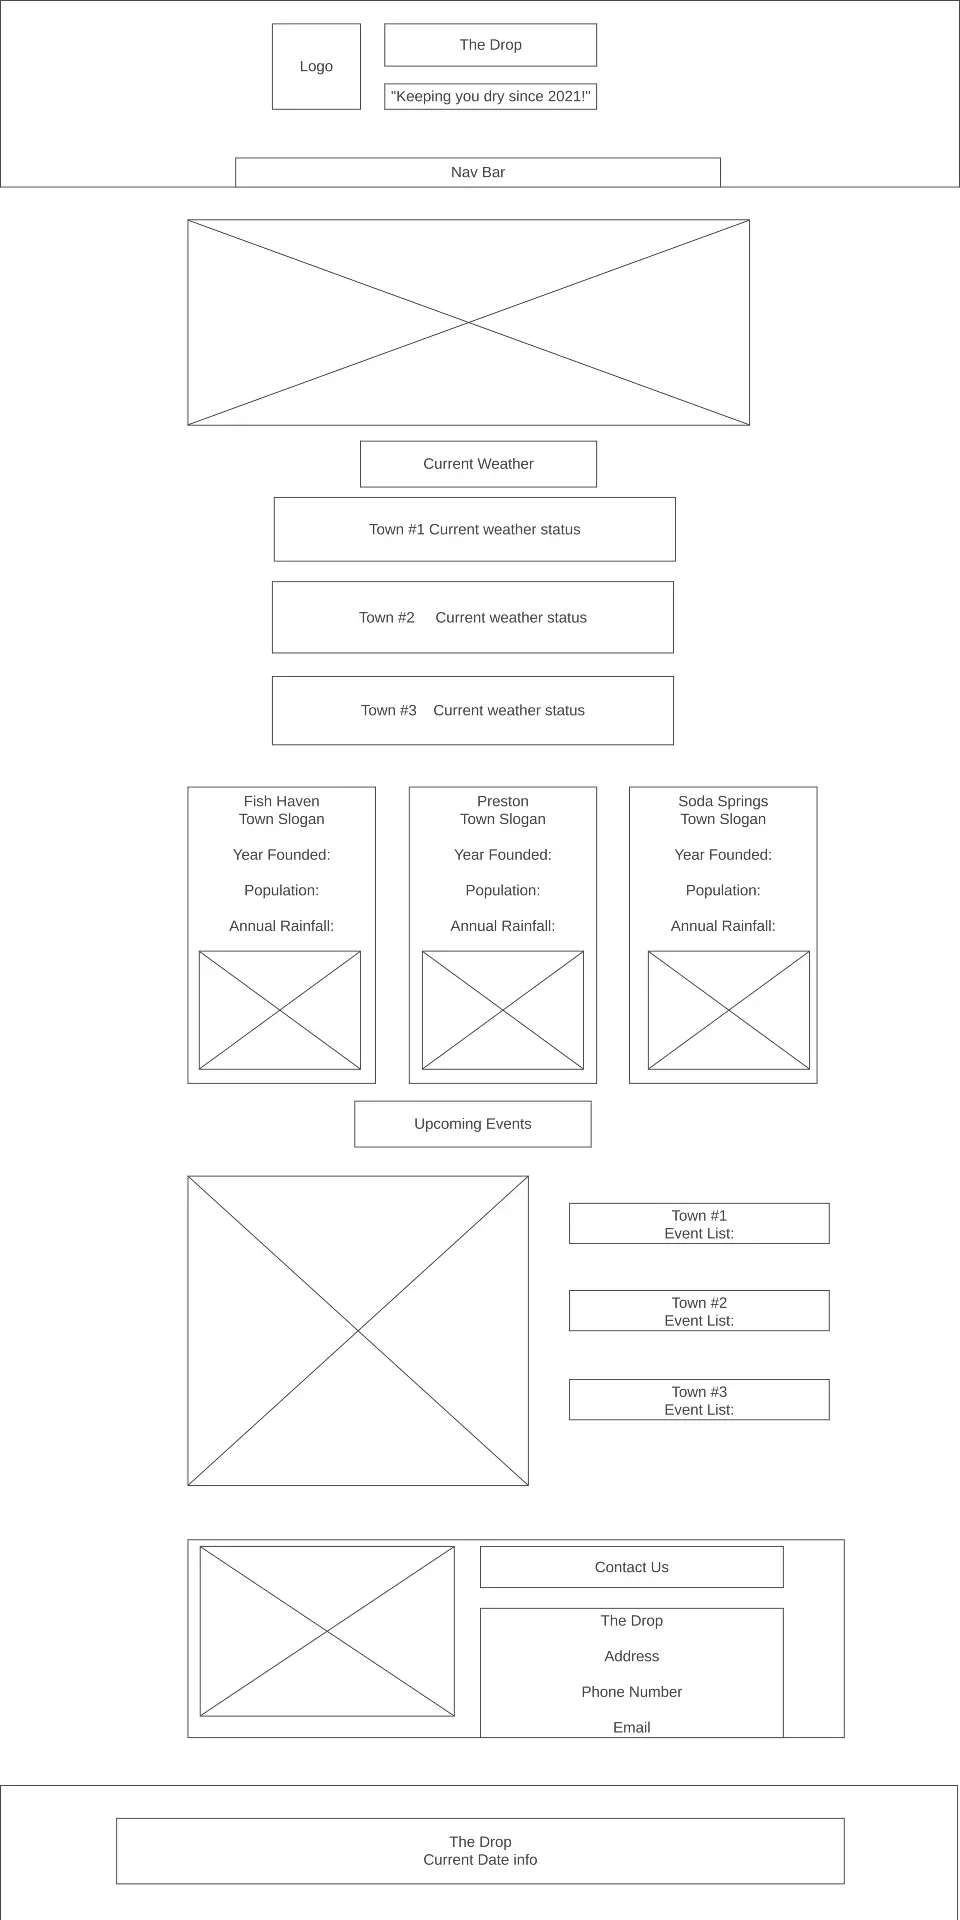 Logo
The Drop
"Keeping you dry since 2021!"
Nav Bar
Current Weather
Town #1 Current weather status
Town #2 Current weather status
Town #3 Current weather status
Fish Haven
Town Slogan
Year Founded:
Population:
Annual Rainfall:
Preston
Town Slogan
Year Founded:
Population:
Annual Rainfall:
Soda Springs
Town Slogan
Year Founded:
Population:
Annual Rainfall:
Upcoming Events
Town #1
Event List:
Town #2
Event List:
Town #3
Event List:
Contact Us
The Drop
Address
Phone Number
Email
The Drop
Current Date info